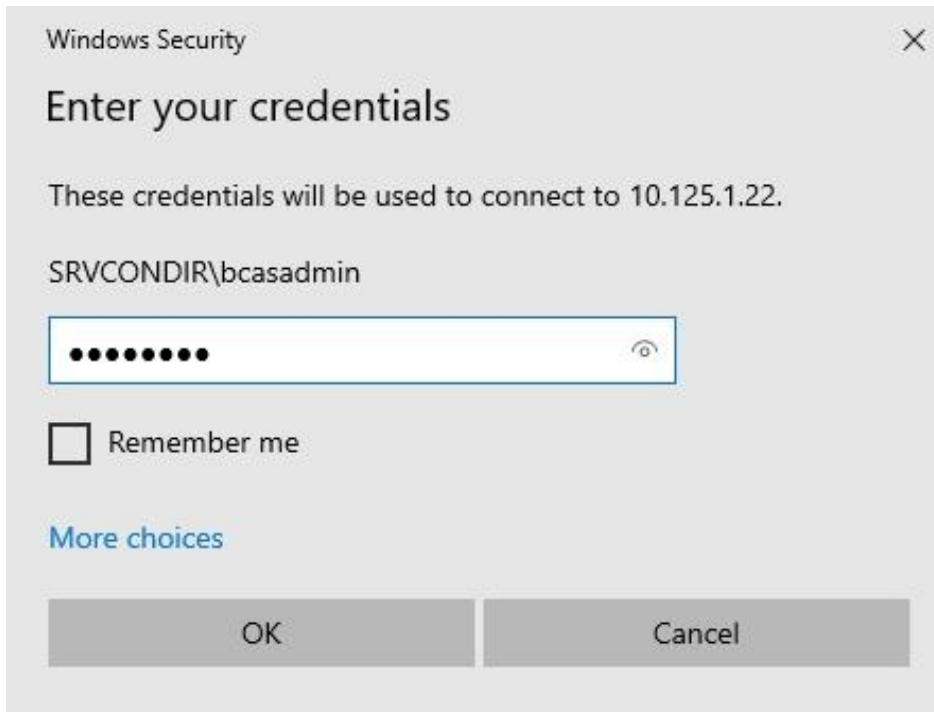 Windows Security
Enter your credentials
These credentials will be used to connect to 10.125.1.22.
SRVCONDIR\bcasadmin
●●●●●●●●
Remember me
More choices
OK
Cancel